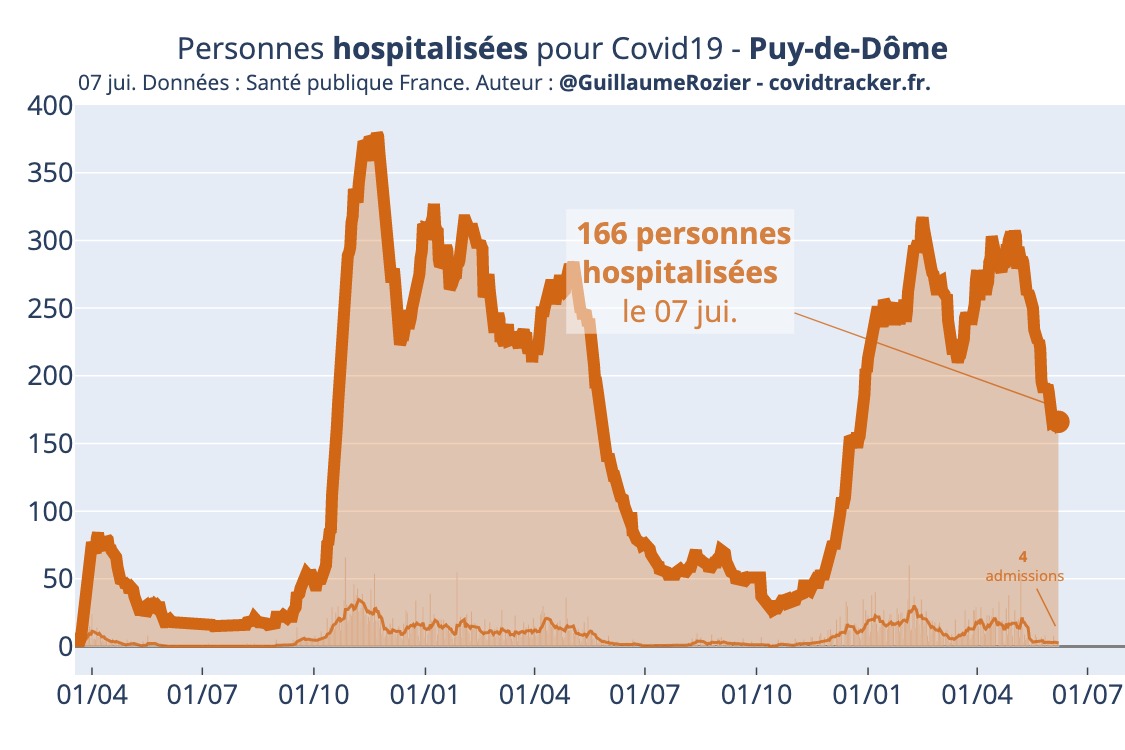 Personnes hospitalisées pour Covid19 - Puy-de-Dôme
07 jui. Données : Santé publique France. Auteur : @GuillaumeRozier - covidtracker.fr.
400
350
300
250
200
150
100
50
0
166 personnes
hospitalisées
le 07 jui.
4
admissions
01/04 01/07 01/10 01/01 01/04 01/07 01/10 01/01 01/04 01/07